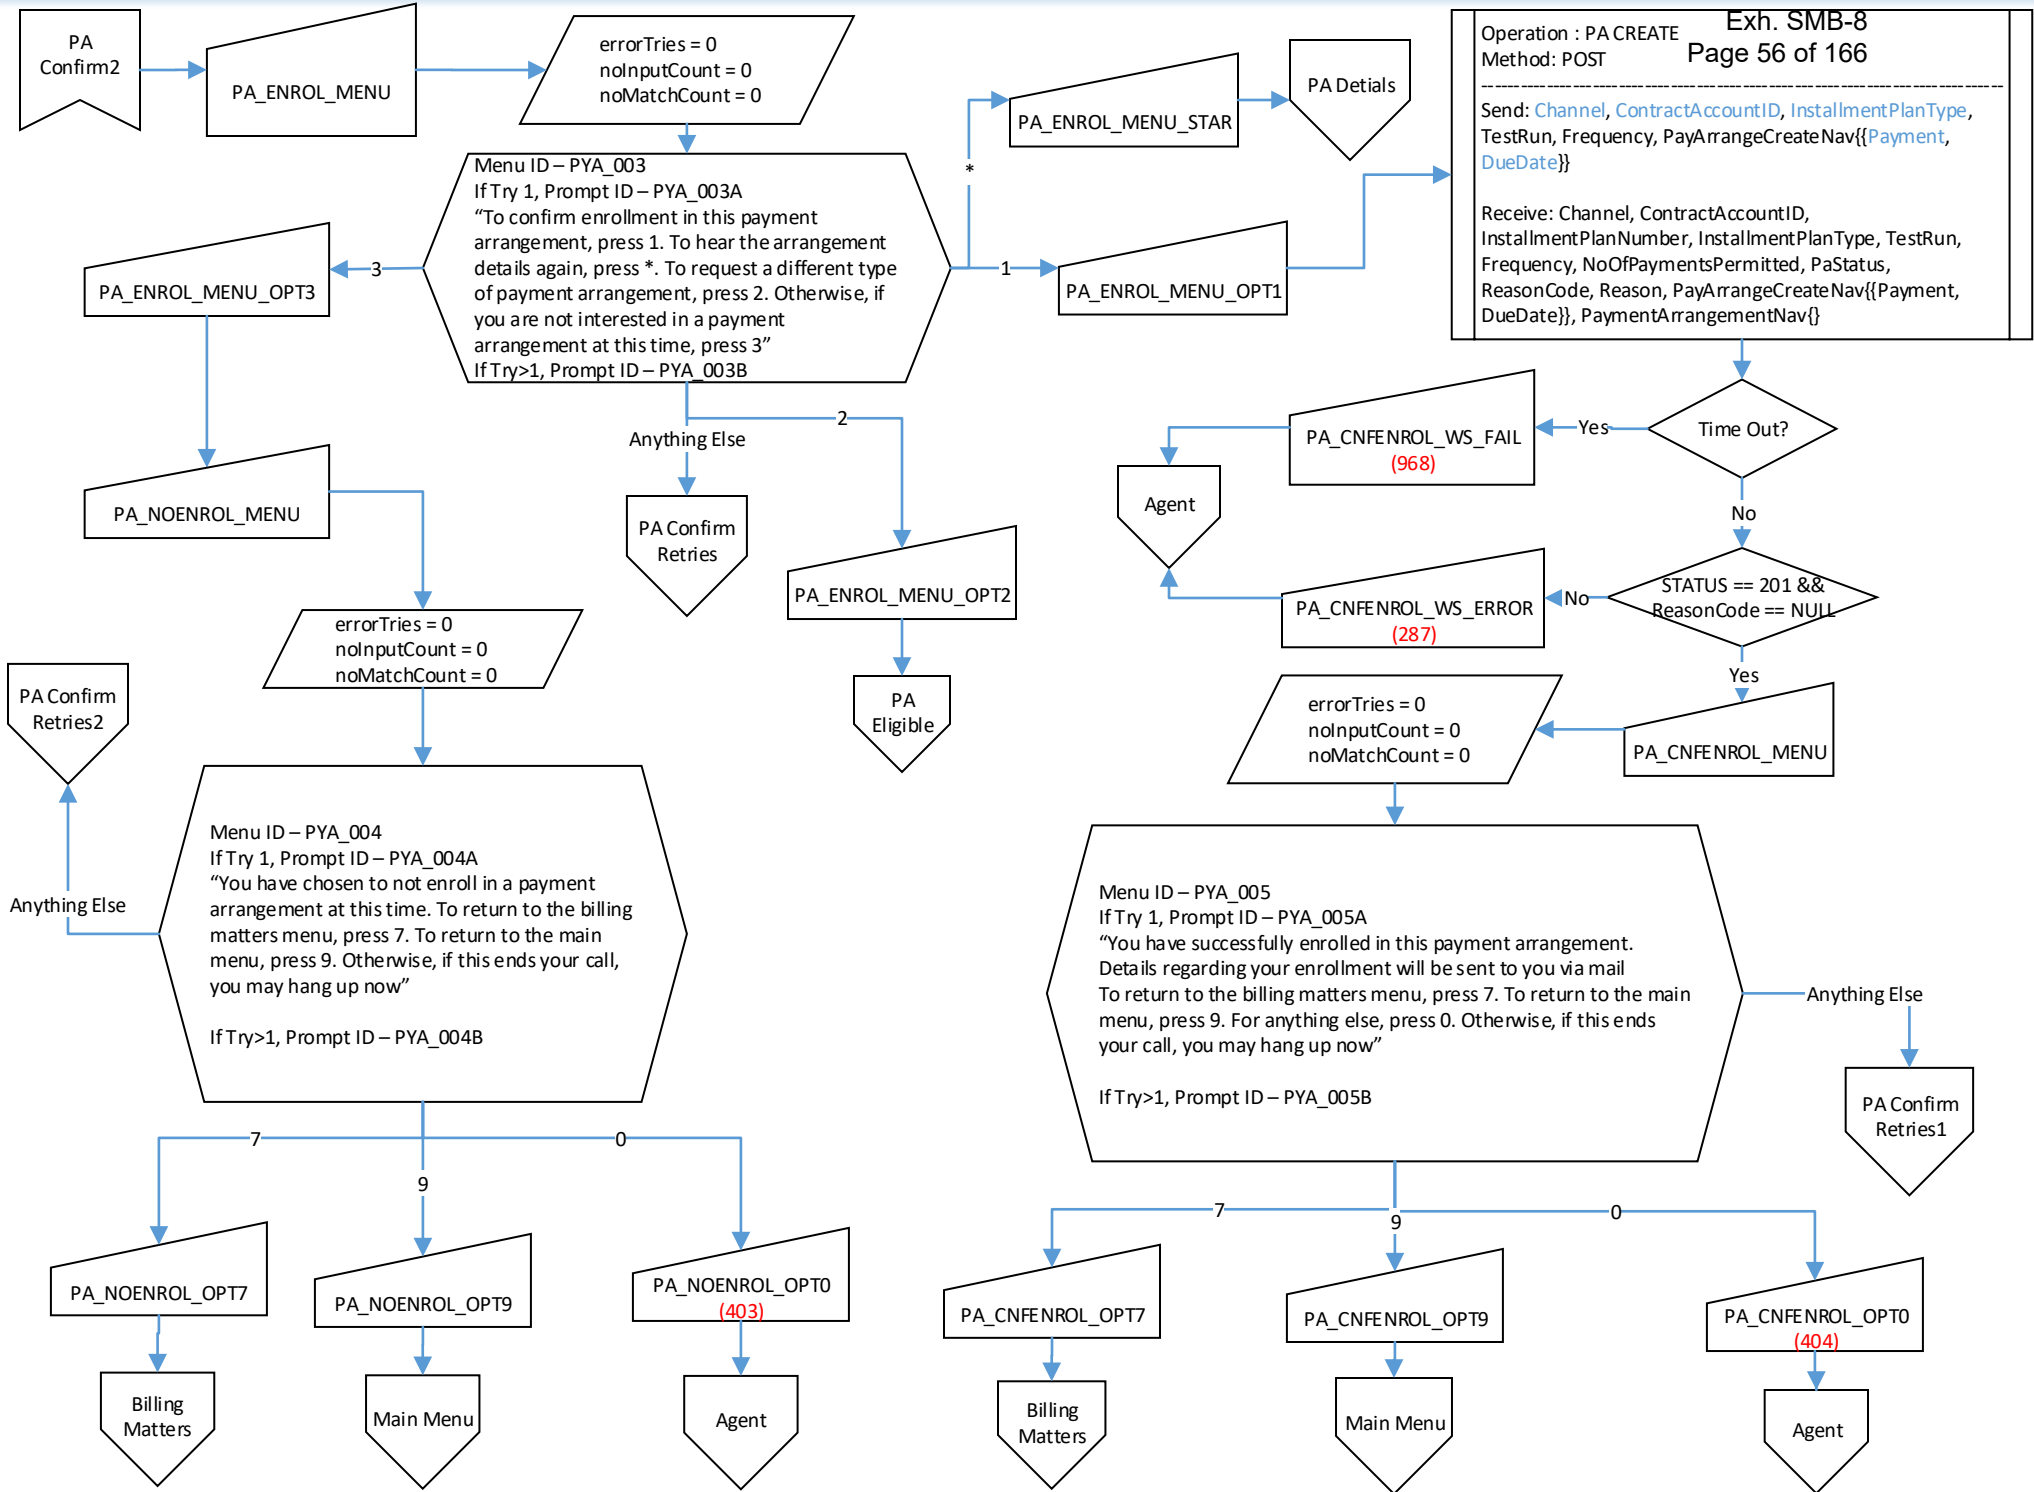 PA
Confirm2
PA_ENROL_MENU
errorTries = 0
noInputCount = 0
noMatchCount = 0
PA_ENROL_MENU_STAR
PA Detials
Exh. SMB-8
Page 56 of 166
Operation : PA CREATE
Method: POST
--------------------------------------------------------------------------------
Send: Channel, ContractAccountID, InstallmentPlanType,
TestRun, Frequency, PayArrangeCreateNav{{Payment,
DueDate}}
Receive: Channel, ContractAccountID,
InstallmentPlanNumber, InstallmentPlanType, TestRun,
Frequency, NoOfPaymentsPermitted, PaStatus,
ReasonCode, Reason, PayArrangeCreateNav{{Payment,
DueDate}}, PaymentArrangementNav{}
Menu ID – PYA_003
If Try 1, Prompt ID – PYA_003A
“To confirm enrollment in this payment
arrangement, press 1. To hear the arrangement
details again, press *. To request a different type
of payment arrangement, press 2. Otherwise, if
you are not interested in a payment
arrangement at this time, press 3”
If Try>1, Prompt ID – PYA_003B
*
1
3
2
Anything Else
PA_ENROL_MENU_OPT1
PA_ENROL_MENU_OPT3
PA_NOENROL_MENU
PA Confirm
Retries
PA_ENROL_MENU_OPT2
PA
Eligible
Time Out?
Yes
PA_CNFENROL_WS_FAIL
(968)
Agent
No
STATUS == 201 &&
ReasonCode == NULL
No
PA_CNFENROL_WS_ERROR
(287)
Yes
PA_CNFENROL_MENU
errorTries = 0
noInputCount = 0
noMatchCount = 0
errorTries = 0
noInputCount = 0
noMatchCount = 0
PA Confirm
Retries2
Anything Else
Menu ID – PYA_004
If Try 1, Prompt ID – PYA_004A
“You have chosen to not enroll in a payment
arrangement at this time. To return to the billing
matters menu, press 7. To return to the main
menu, press 9. Otherwise, if this ends your call,
you may hang up now”
If Try>1, Prompt ID – PYA_004B
Menu ID – PYA_005
If Try 1, Prompt ID – PYA_005A
“You have successfully enrolled in this payment arrangement.
Details regarding your enrollment will be sent to you via mail
To return to the billing matters menu, press 7. To return to the main
menu, press 9. For anything else, press 0. Otherwise, if this ends
your call, you may hang up now”
If Try>1, Prompt ID – PYA_005B
Anything Else
PA Confirm
Retries1
7
9
0
PA_NOENROL_OPT7
PA_NOENROL_OPT9
PA_NOENROL_OPT0
(403)
Billing
Matters
Main Menu
Agent
7
9
0
PA_CNFENROL_OPT7
PA_CNFENROL_OPT9
PA_CNFENROL_OPT0
(404)
Billing
Matters
Main Menu
Agent